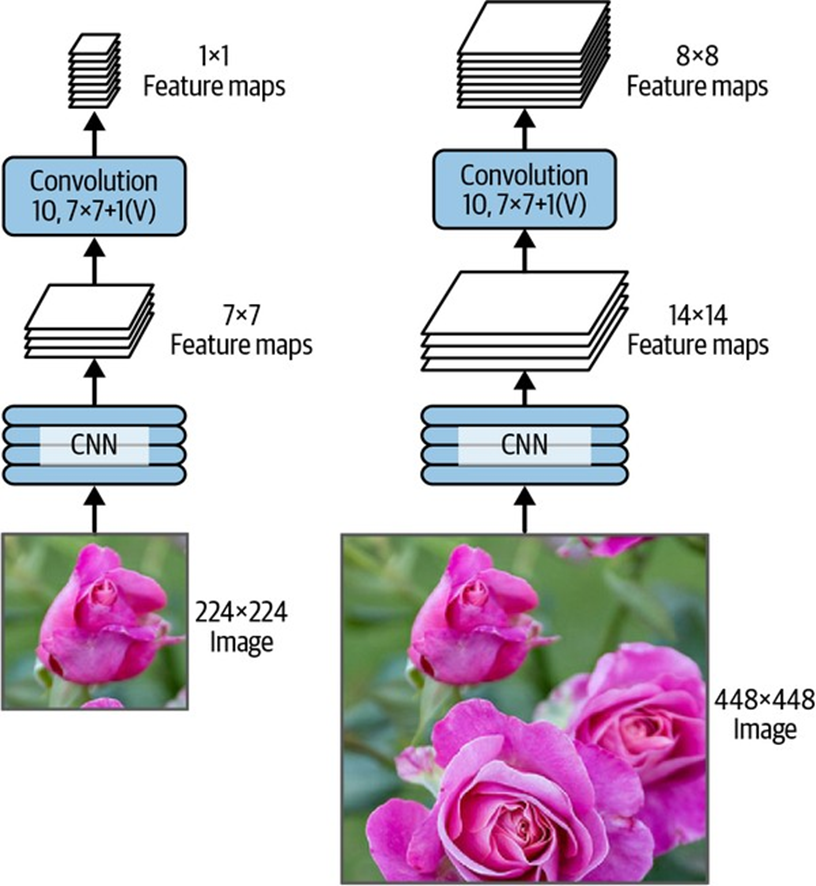 1×1
Feature maps
Convolution
10, 7×7+1(V)
7×7
Feature maps
CNN
224×224
Image
8×8
Feature maps
Convolution
10, 7×7+1(V)
14×14
Feature maps
CNN
448×448
Image